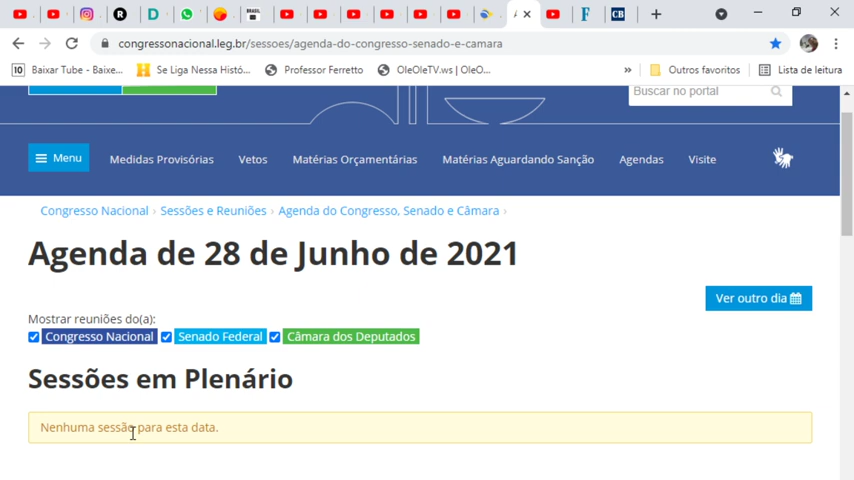 congressonacional.leg.br/sessoes/agenda-do-congresso-senado-e-camara
Baixar Tube - Baixe... Se Liga Nessa Histó... Professor Ferretto OleOleTV.ws | OleO... » Outros favoritos Lista de leitura
Buscar no portal
Menu Medidas Provisórias Vetos Matérias Orçamentárias Matérias Aguardando Sanção Agendas Visite
Congresso Nacional › Sessões e Reuniões › Agenda do Congresso, Senado e Câmara ›
Agenda de 28 de Junho de 2021
Ver outro dia
Mostrar reuniões do(a):
Congresso Nacional Senado Federal Câmara dos Deputados
Sessões em Plenário
Nenhuma sessão para esta data.